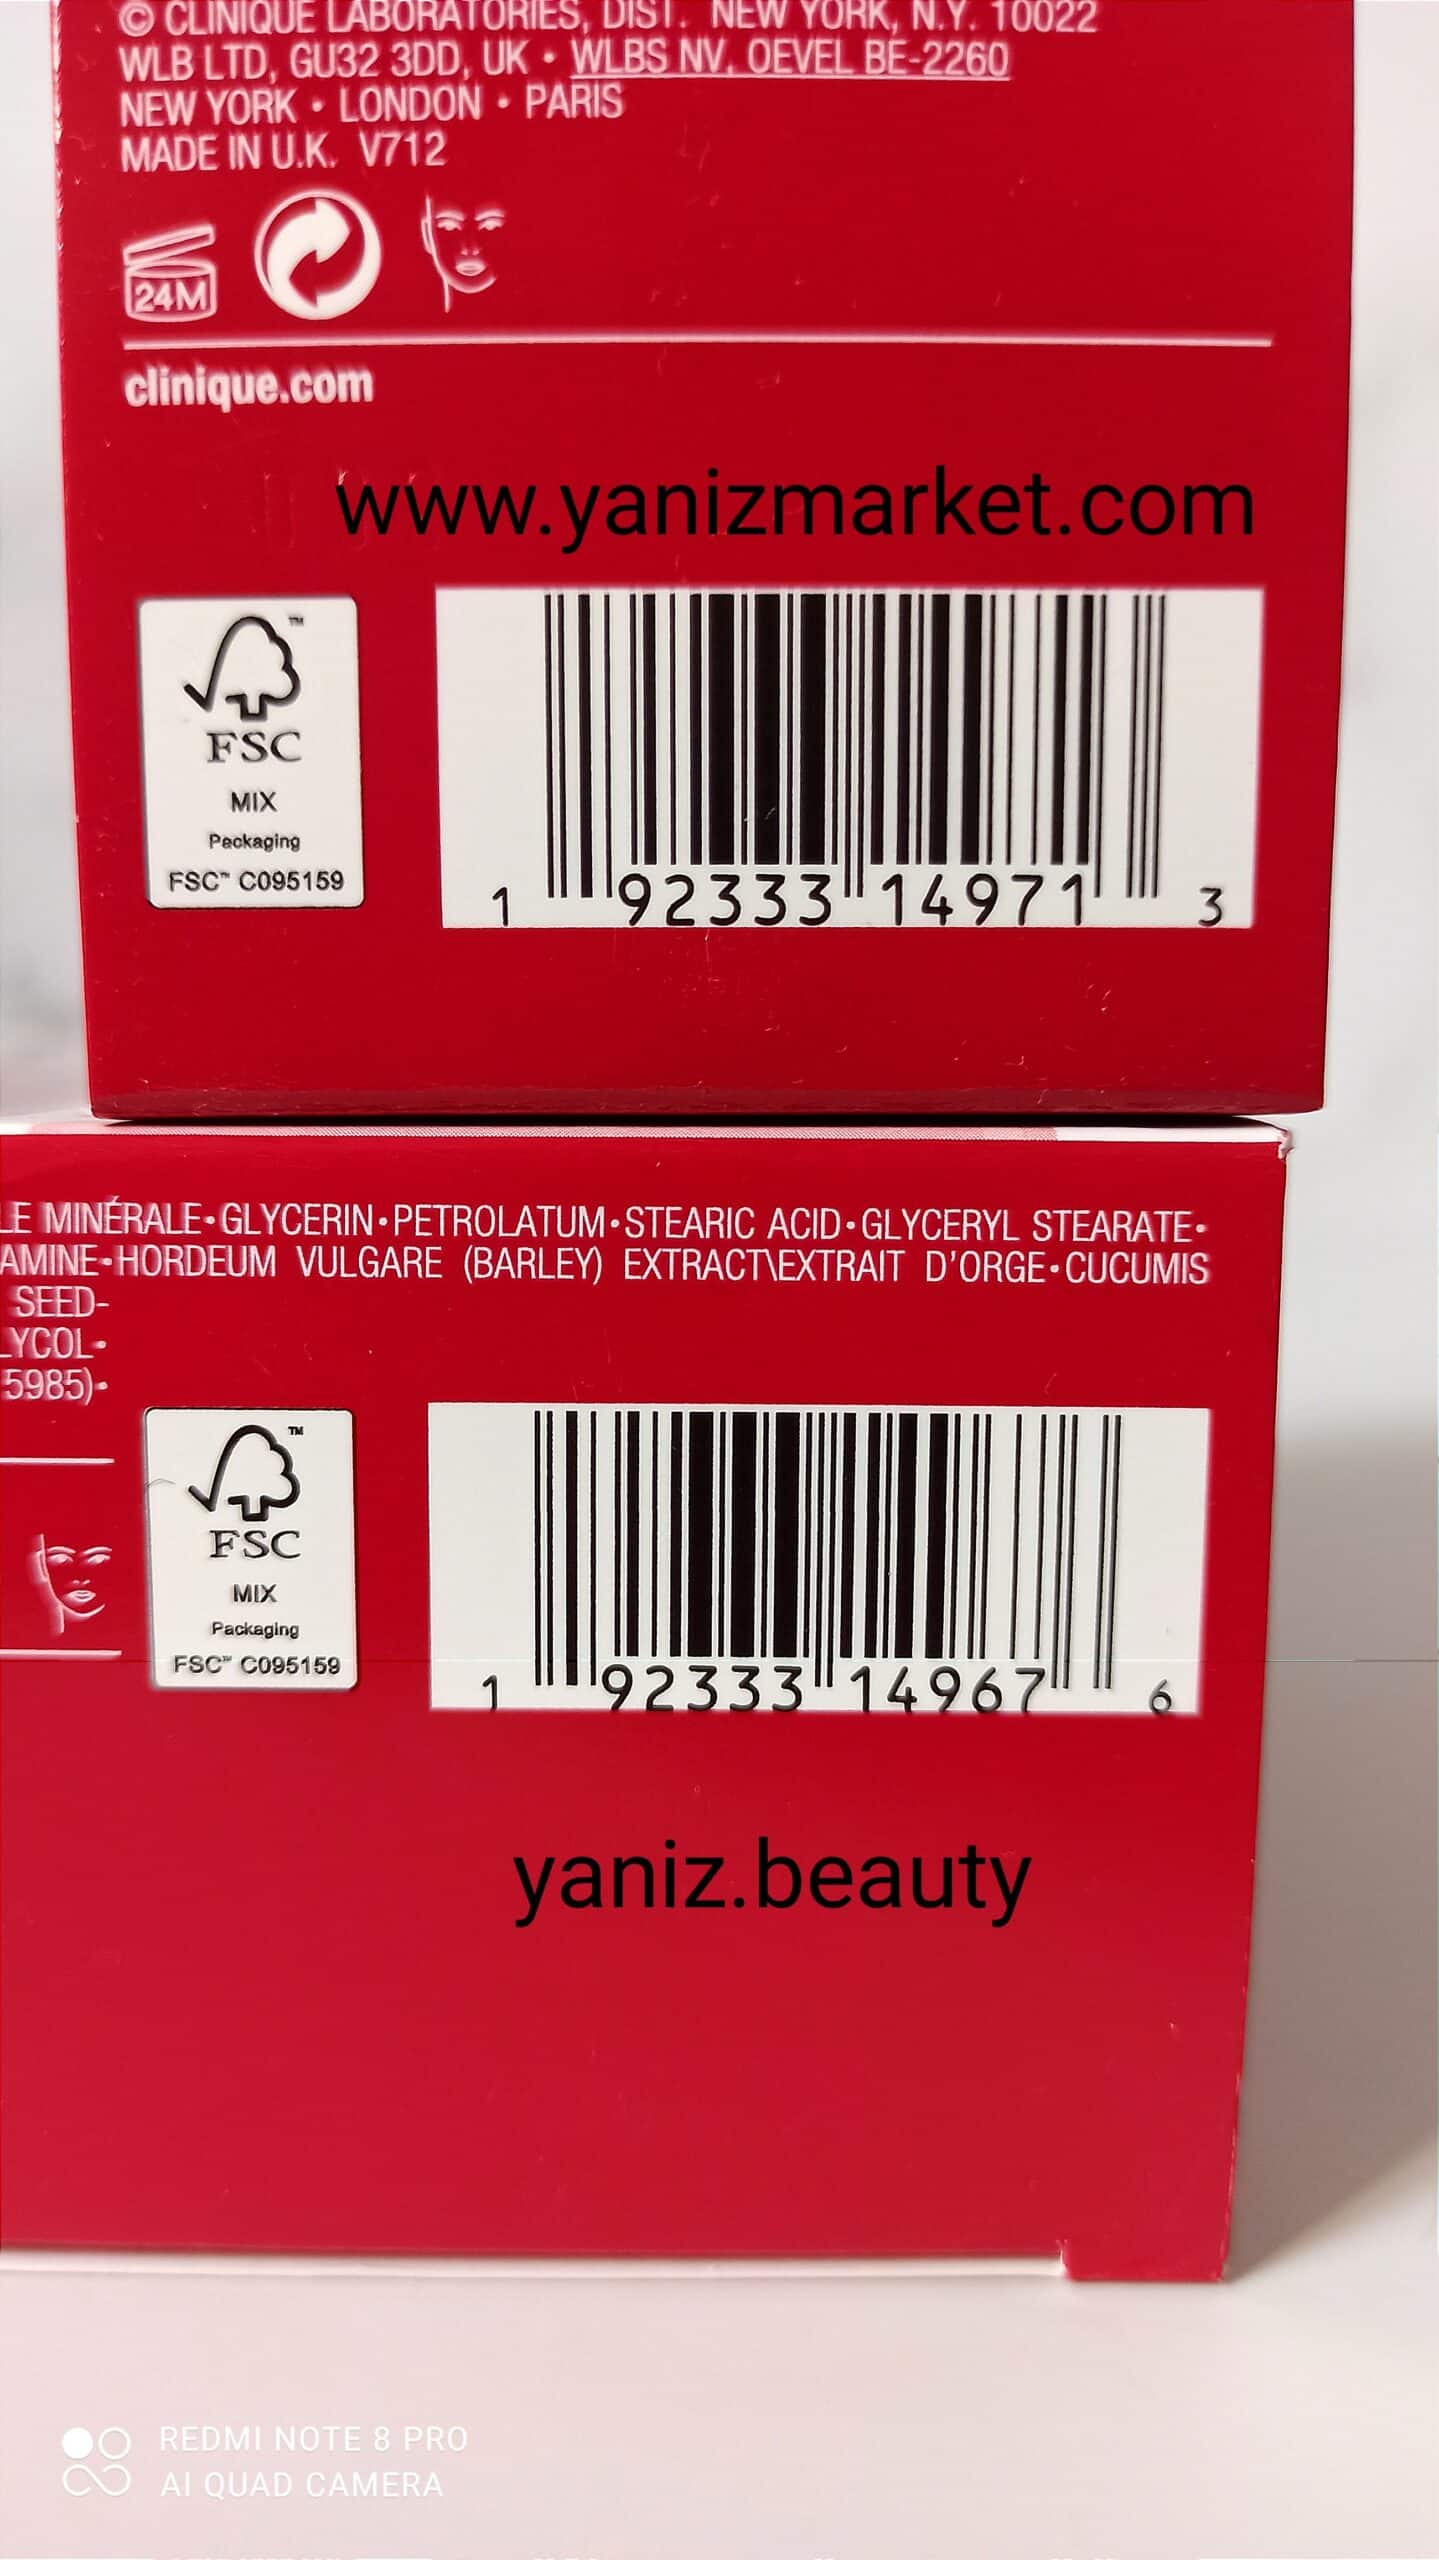 © CLINIQUE LABORATORIES, DIST. NEW YORK, N.Y. 10022
WLB LTD, GU32 3DD, UK • WLBS NV, OEVEL BE-2260
NEW YORK • LONDON • PARIS
MADE IN U.K. V712
24M
clinique.com
www.yanizmarket.com
™
FSC
MIX
Packaging
FSC™ C095159
1 92333 14971 3
LE MINÉRALE•GLYCERIN•PETROLATUM•STEARIC ACID•GLYCERYL STEARATE•
AMINE•HORDEUM VULGARE (BARLEY) EXTRACT\EXTRAIT D'ORGE•CUCUMIS
SEED-
LYCOL•
5985)•
™
FSC
MIX
Packaging
FSC™ C095159
1 92333 14967 6
yaniz.beauty
REDMI NOTE 8 PRO
AI QUAD CAMERA